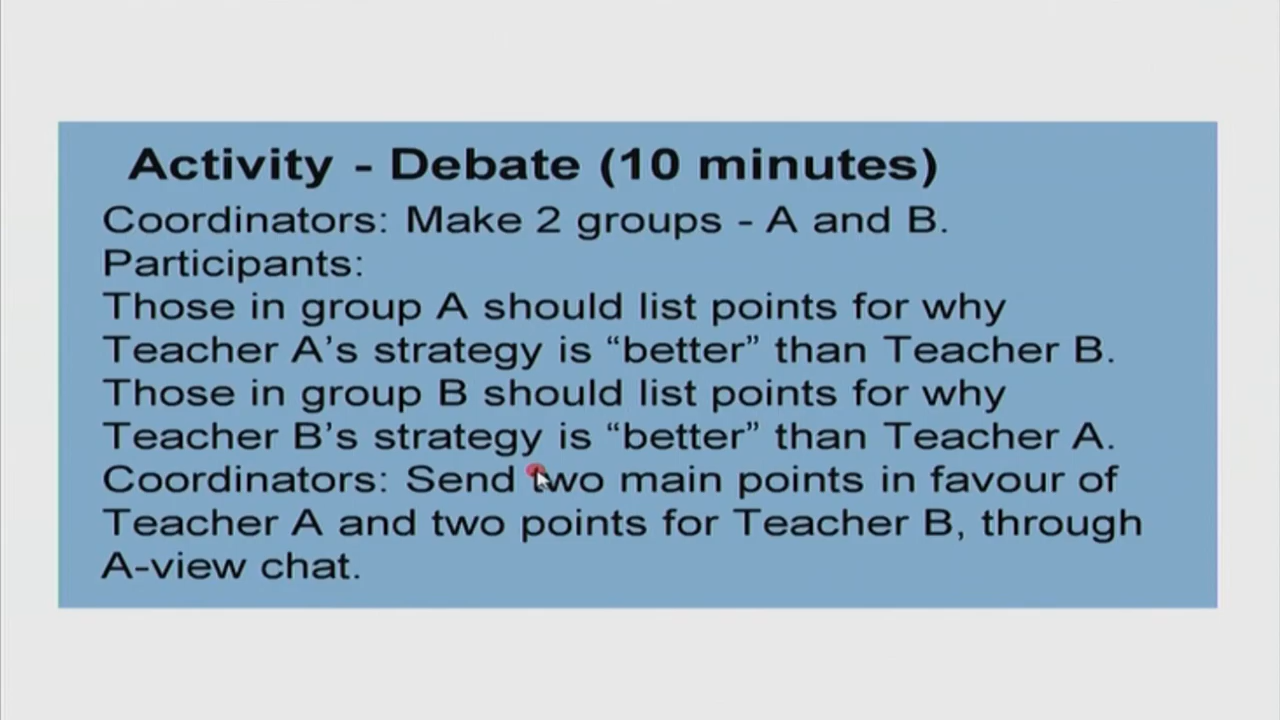 Activity - Debate (10 minutes)
Coordinators: Make 2 groups - A and B.
Participants:
Those in group A should list points for why
Teacher A's strategy is “better” than Teacher B.
Those in group B should list points for why
Teacher B's strategy is “better” than Teacher A.
Coordinators: Send two main points in favour of
Teacher A and two points for Teacher B, through
A-view chat.